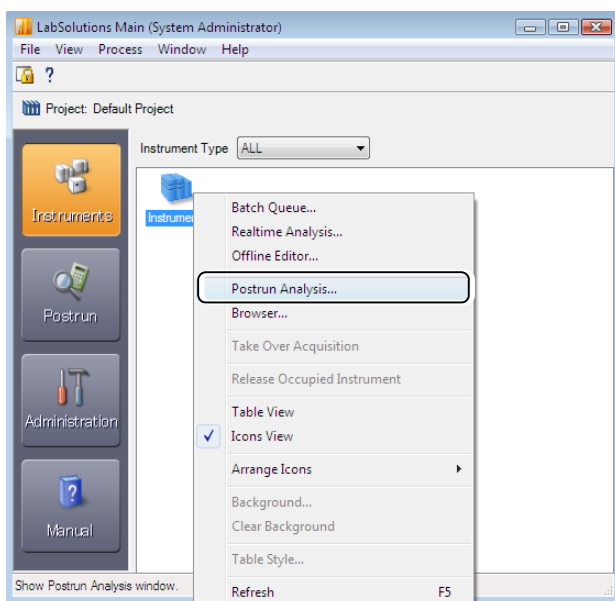 LabSolutions Main (System Administrator)
File View Process Window Help
?
Project: Default Project
Instrument Type ALL
Instruments
Postrun
Administration
Manual
Batch Queue...
Realtime Analysis...
Offline Editor...
Postrun Analysis...
Browser...
Take Over Acquisition
Release Occupied Instrument
Table View
Icons View
Arrange Icons
Background...
Clear Background
Table Style...
Refresh F5
Show Postrun Analysis window.